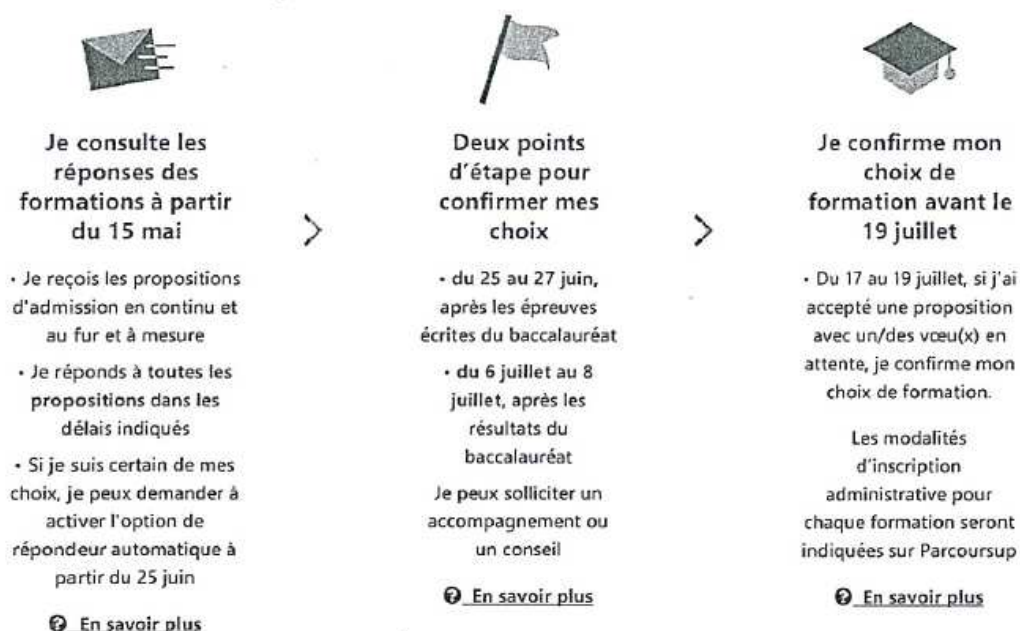 Je consulte les
réponses des
formations à partir
du 15 mai
• Je reçois les propositions
d'admission en continu et
au fur et à mesure
• Je réponds à toutes les
propositions dans les
délais indiqués
• Si je suis certain de mes
choix, je peux demander à
activer l'option de
répondeur automatique à
partir du 25 juin
En savoir plus
Deux points
d'étape pour
confirmer mes
choix
• du 25 au 27 juin,
après les épreuves
écrites du baccalauréat
• du 6 juillet au 8
juillet, après les
résultats du
baccalauréat
Je peux solliciter un
accompagnement ou
un conseil
En savoir plus
Je confirme mon
choix de
formation avant le
19 juillet
• Du 17 au 19 juillet, si j'ai
accepté une proposition
avec un/des vœu(x) en
attente, je confirme mon
choix de formation.
Les modalités
d'inscription
administrative pour
chaque formation seront
indiquées sur Parcoursup
En savoir plus